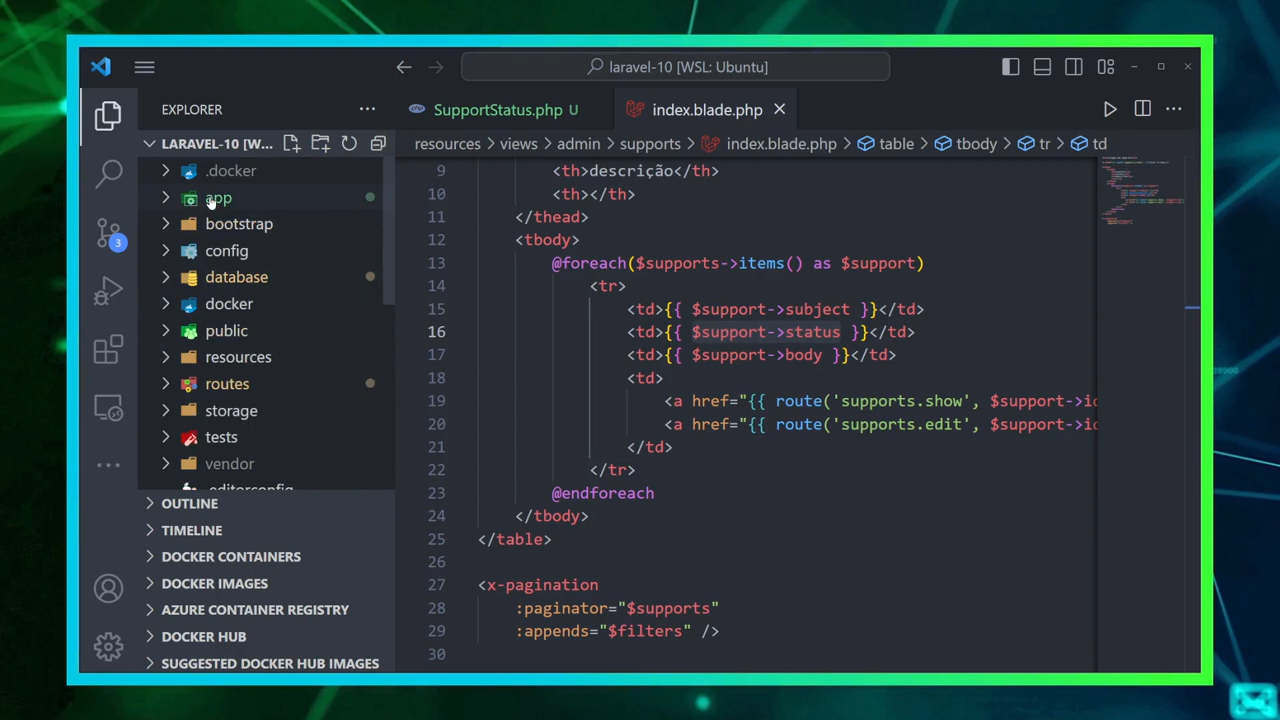 laravel-10 [WSL: Ubuntu]
EXPLORER
SupportStatus.php U
index.blade.php
LARAVEL-10 [W...
resources > views > admin > supports > index.blade.php > table > tbody > tr > td
.docker
app
bootstrap
config
database
docker
public
resources
routes
storage
tests
vendor
.editorconfig
OUTLINE
TIMELINE
DOCKER CONTAINERS
DOCKER IMAGES
AZURE CONTAINER REGISTRY
DOCKER HUB
SUGGESTED DOCKER HUB IMAGES
3
9 <th>descrição</th>
10 <th></th>
11 </thead>
12 <tbody>
13 @foreach($supports->items() as $support)
14 <tr>
15 <td>{{ $support->subject }}</td>
16 <td>{{ $support->status }}</td>
17 <td>{{ $support->body }}</td>
18 <td>
19 <a href="{{ route('supports.show', $support->id
20 <a href="{{ route('supports.edit', $support->id
21 </td>
22 </tr>
23 @endforeach
24 </tbody>
25 </table>
26
27 <x-pagination
28 :paginator="$supports"
29 :appends="$filters" />
30